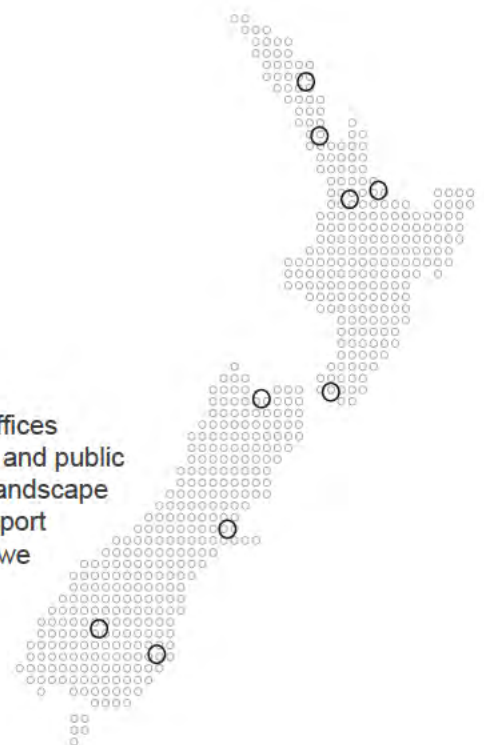 ffices
and public
andscape
port
we